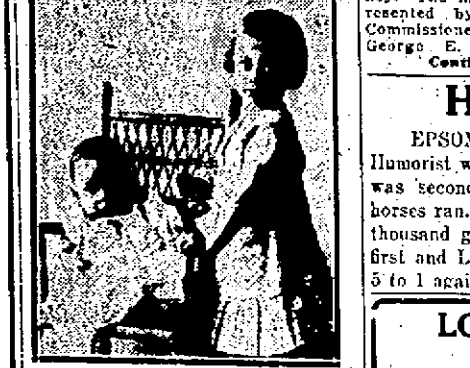 resented by
Commissione
George E.
Conti
H
EPSON
Humorist w
was second
horses ran.
thousand g
first and L
5 to 1 agai
LO